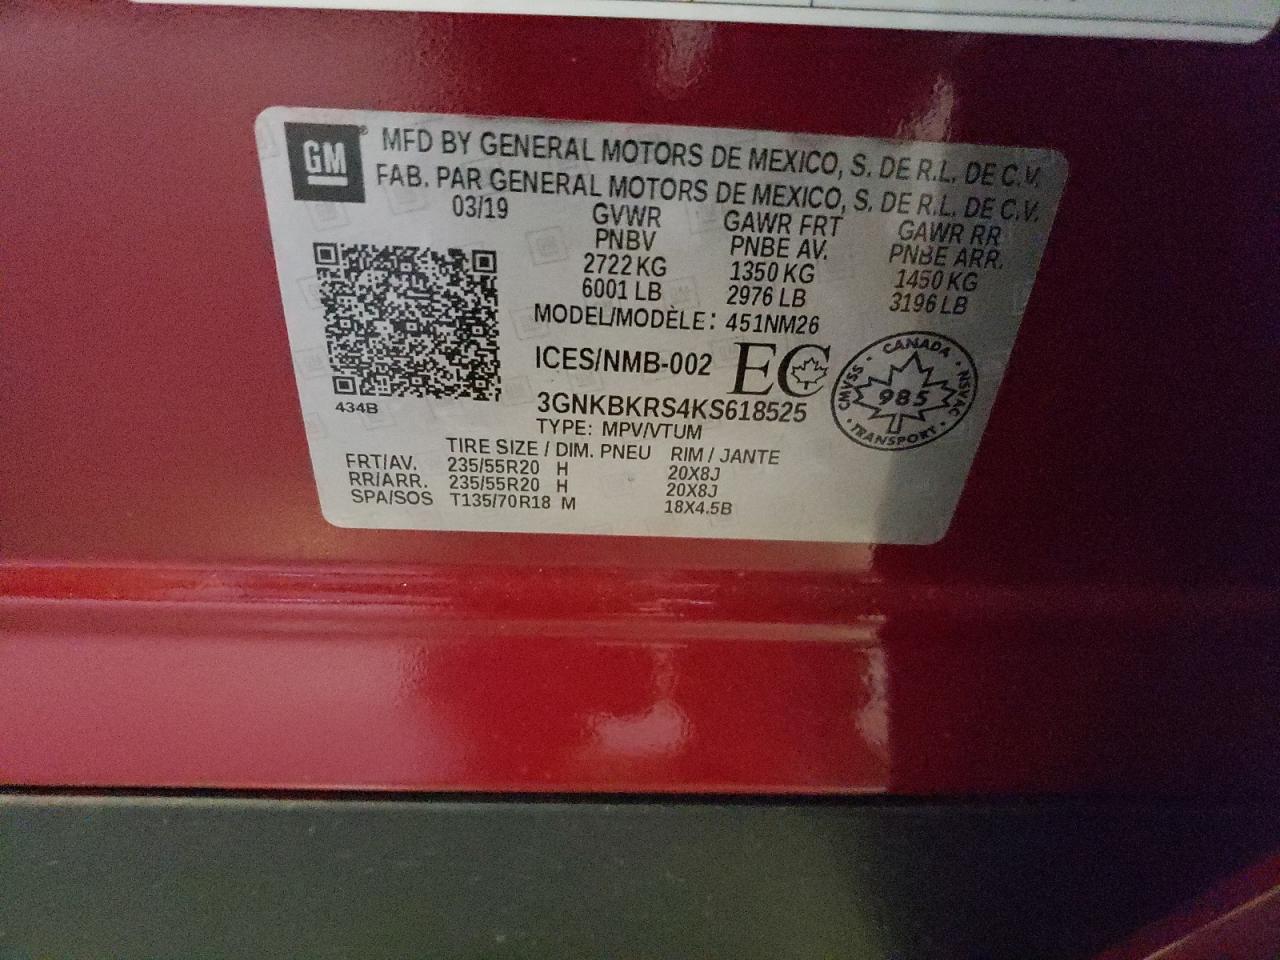 GM® MFD BY GENERAL MOTORS DE MEXICO, S. DE R.L. DE C.V.
FAB. PAR GENERAL MOTORS DE MEXICO, S. DE R.L. DE C.V.
03/19 GVWR GAWR FRT GAWR RR
PNBV PNBE AV. PNBE ARR.
2722 KG 1350 KG 1450 KG
6001 LB 2976 LB 3196 LB
MODEL/MODÈLE: 451NM26
ICES/NMB-002 EC
CANADA
CMVSS 985 NSVAC
TRANSPORT
434B
3GNKBKRS4KS618525
TYPE: MPV/VTUM
TIRE SIZE / DIM. PNEU RIM / JANTE
FRT/AV. 235/55R20 H 20X8J
RR/ARR. 235/55R20 H 20X8J
SPA/SOS T135/70R18 M 18X4.5B